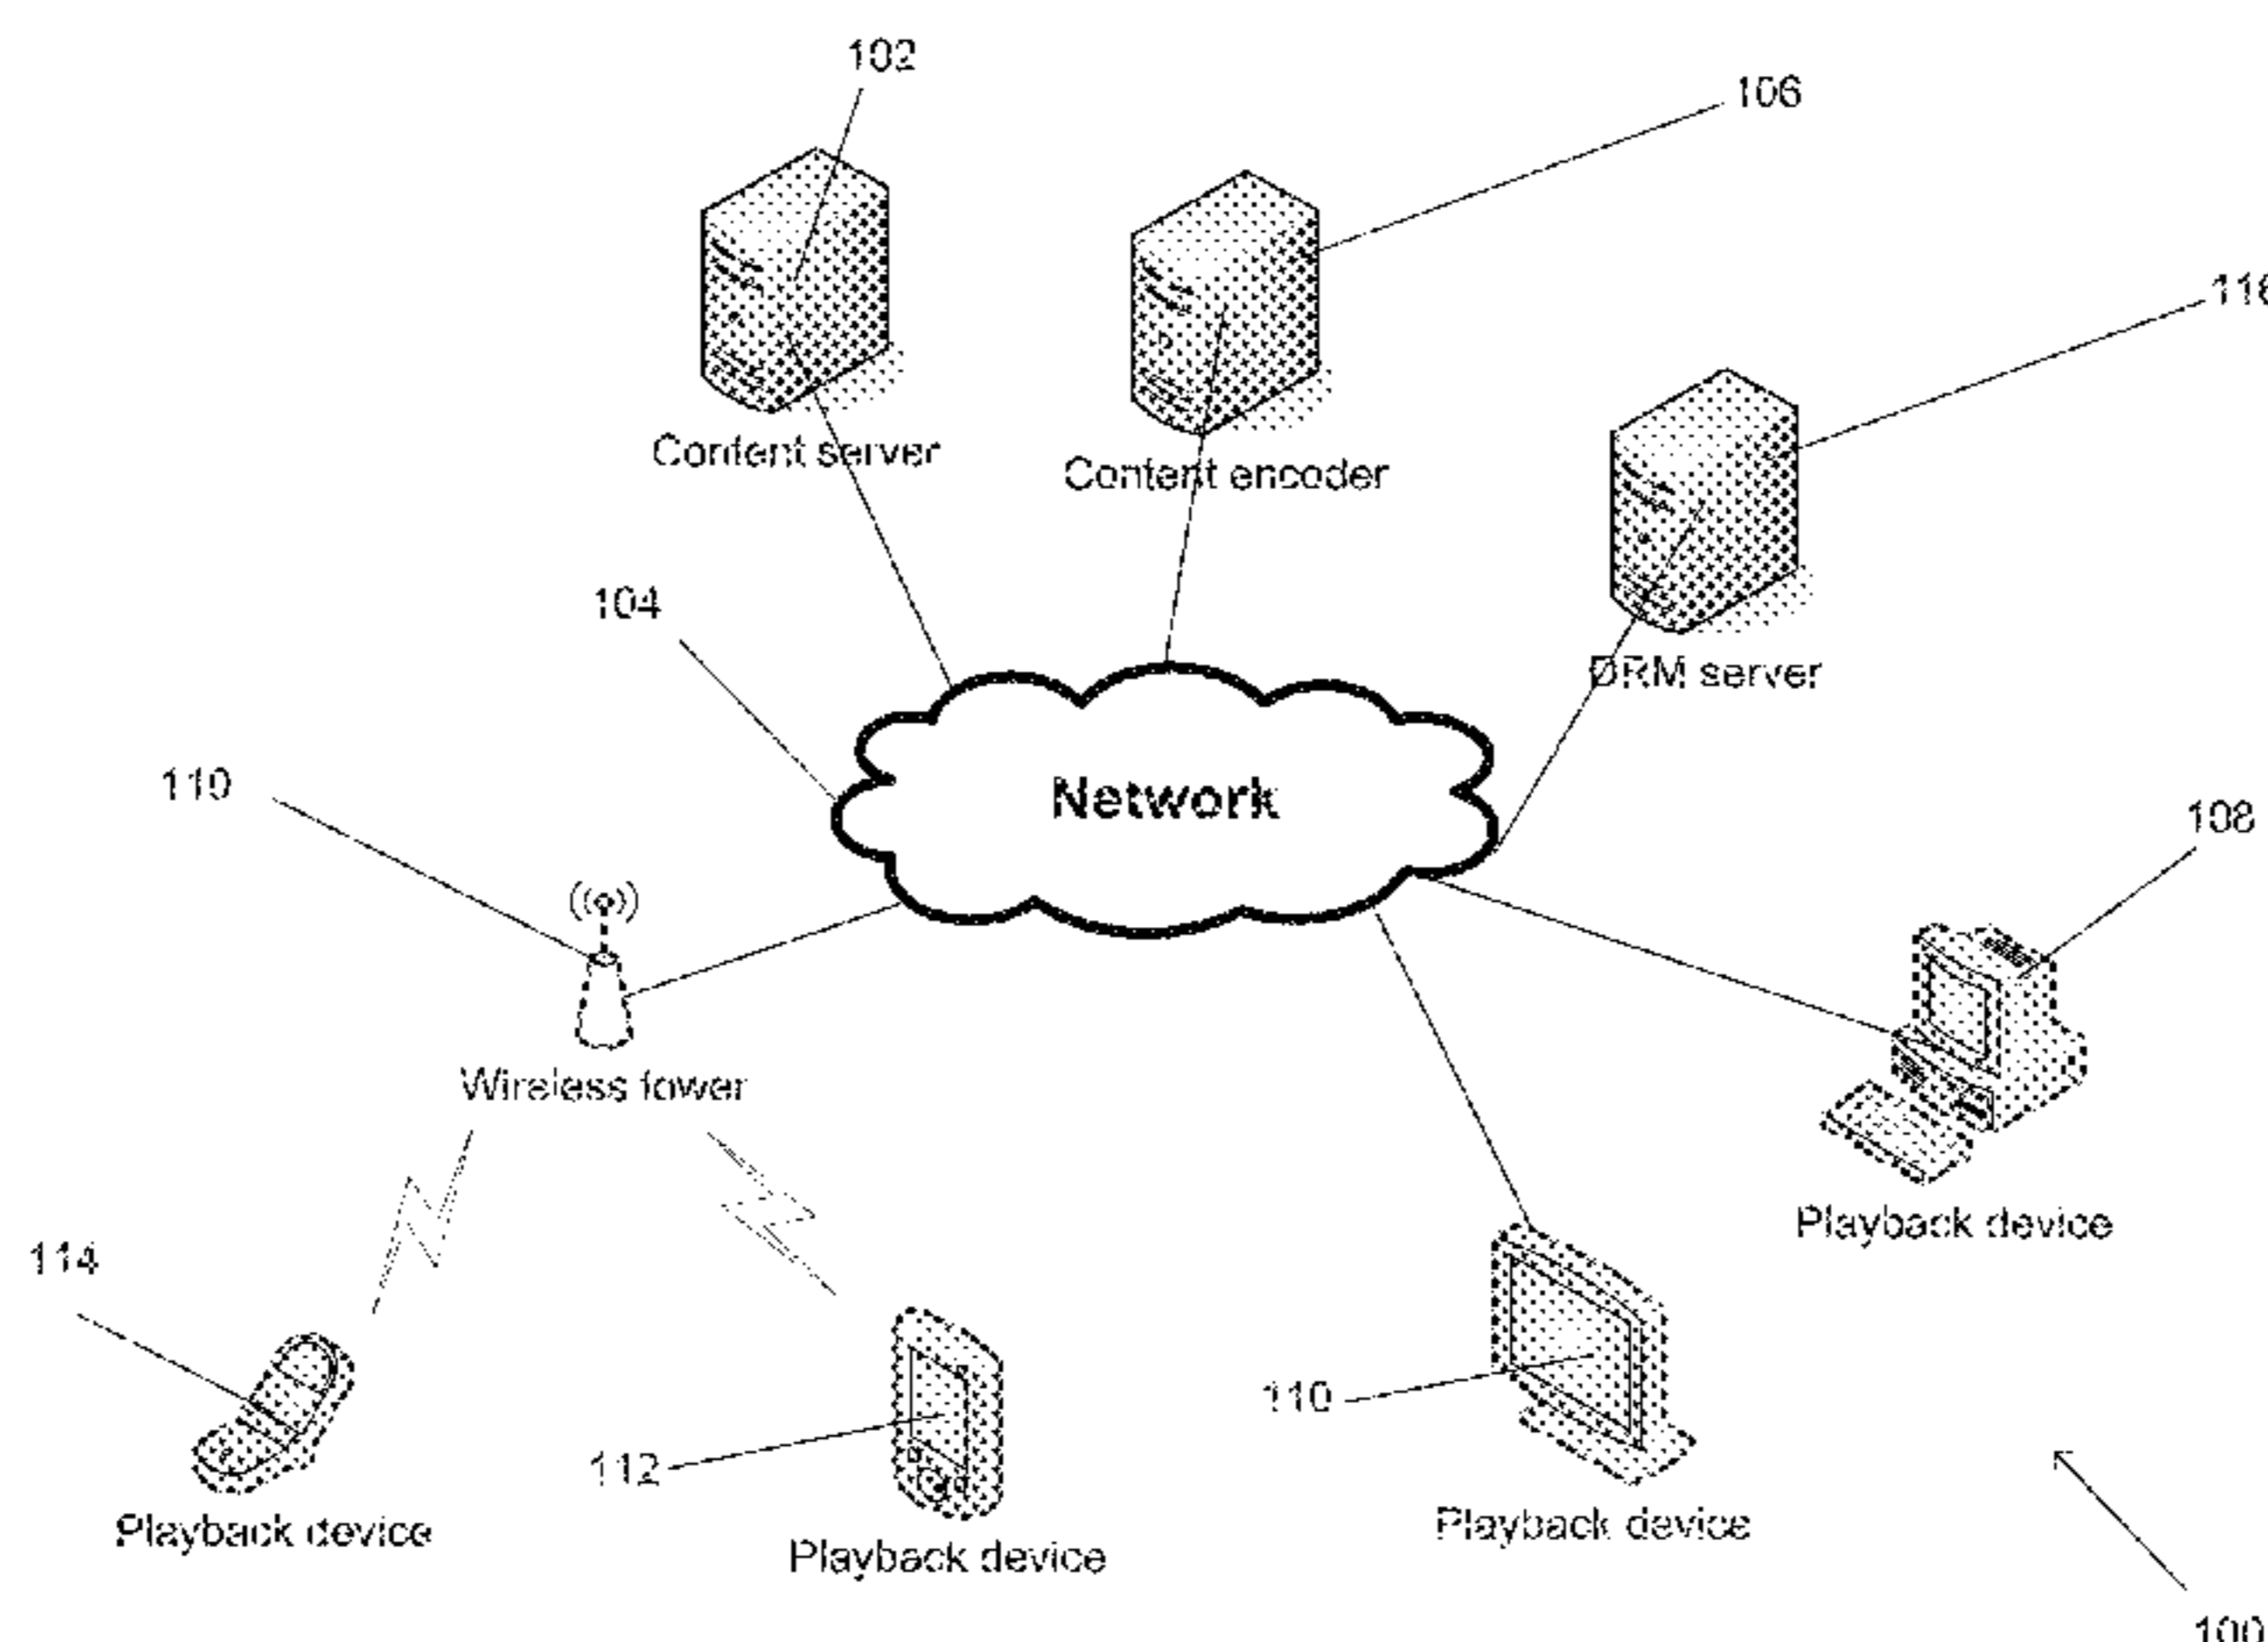 102
106
116
Content server
Content encoder
104
DRM server
110
Network
108
Wireless tower
Playback device
114
110
112
Playback device
Playback device
Playback device
100